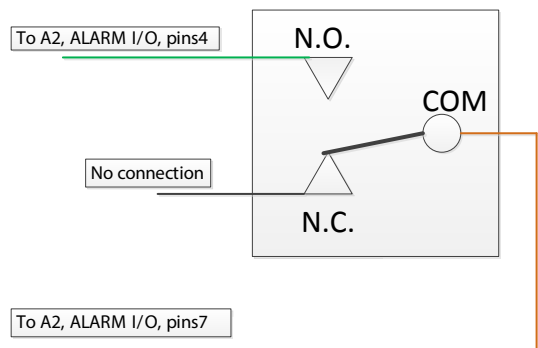 To A2, ALARM I/O, pins4
N.O.
COM
No connection
N.C.
To A2, ALARM I/O, pins7